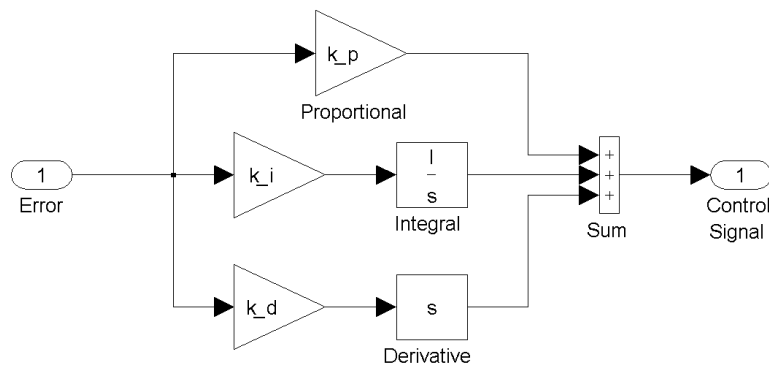 k_p
Proportional
1
Error
k_i
I
s
Integral
+
+
+
Sum
1
Control
Signal
k_d
s
Derivative